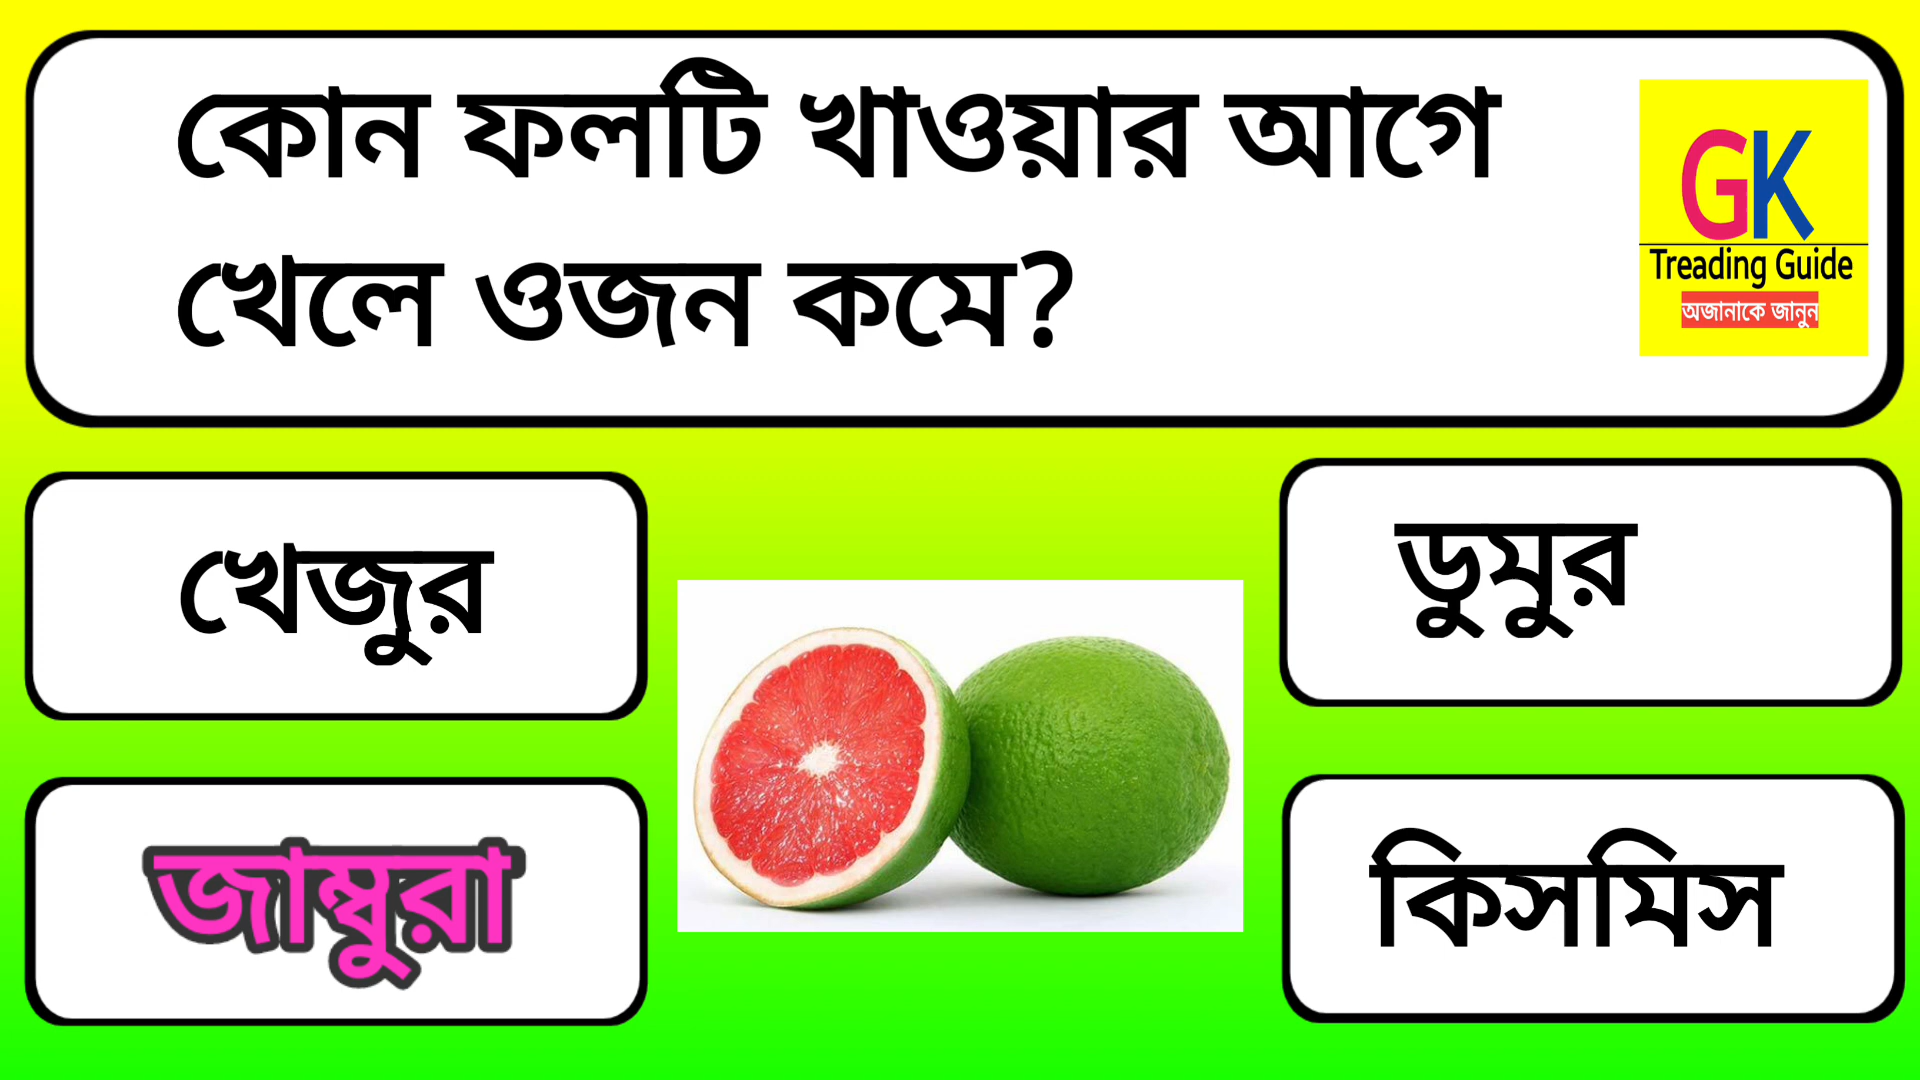 কোন ফলটি খাওয়ার আগে
খেলে ওজন কমে?
GK
Treading Guide
অজানাকে জানুন
খেজুর
ডুমুর
জাম্বুরা
কিসমিস